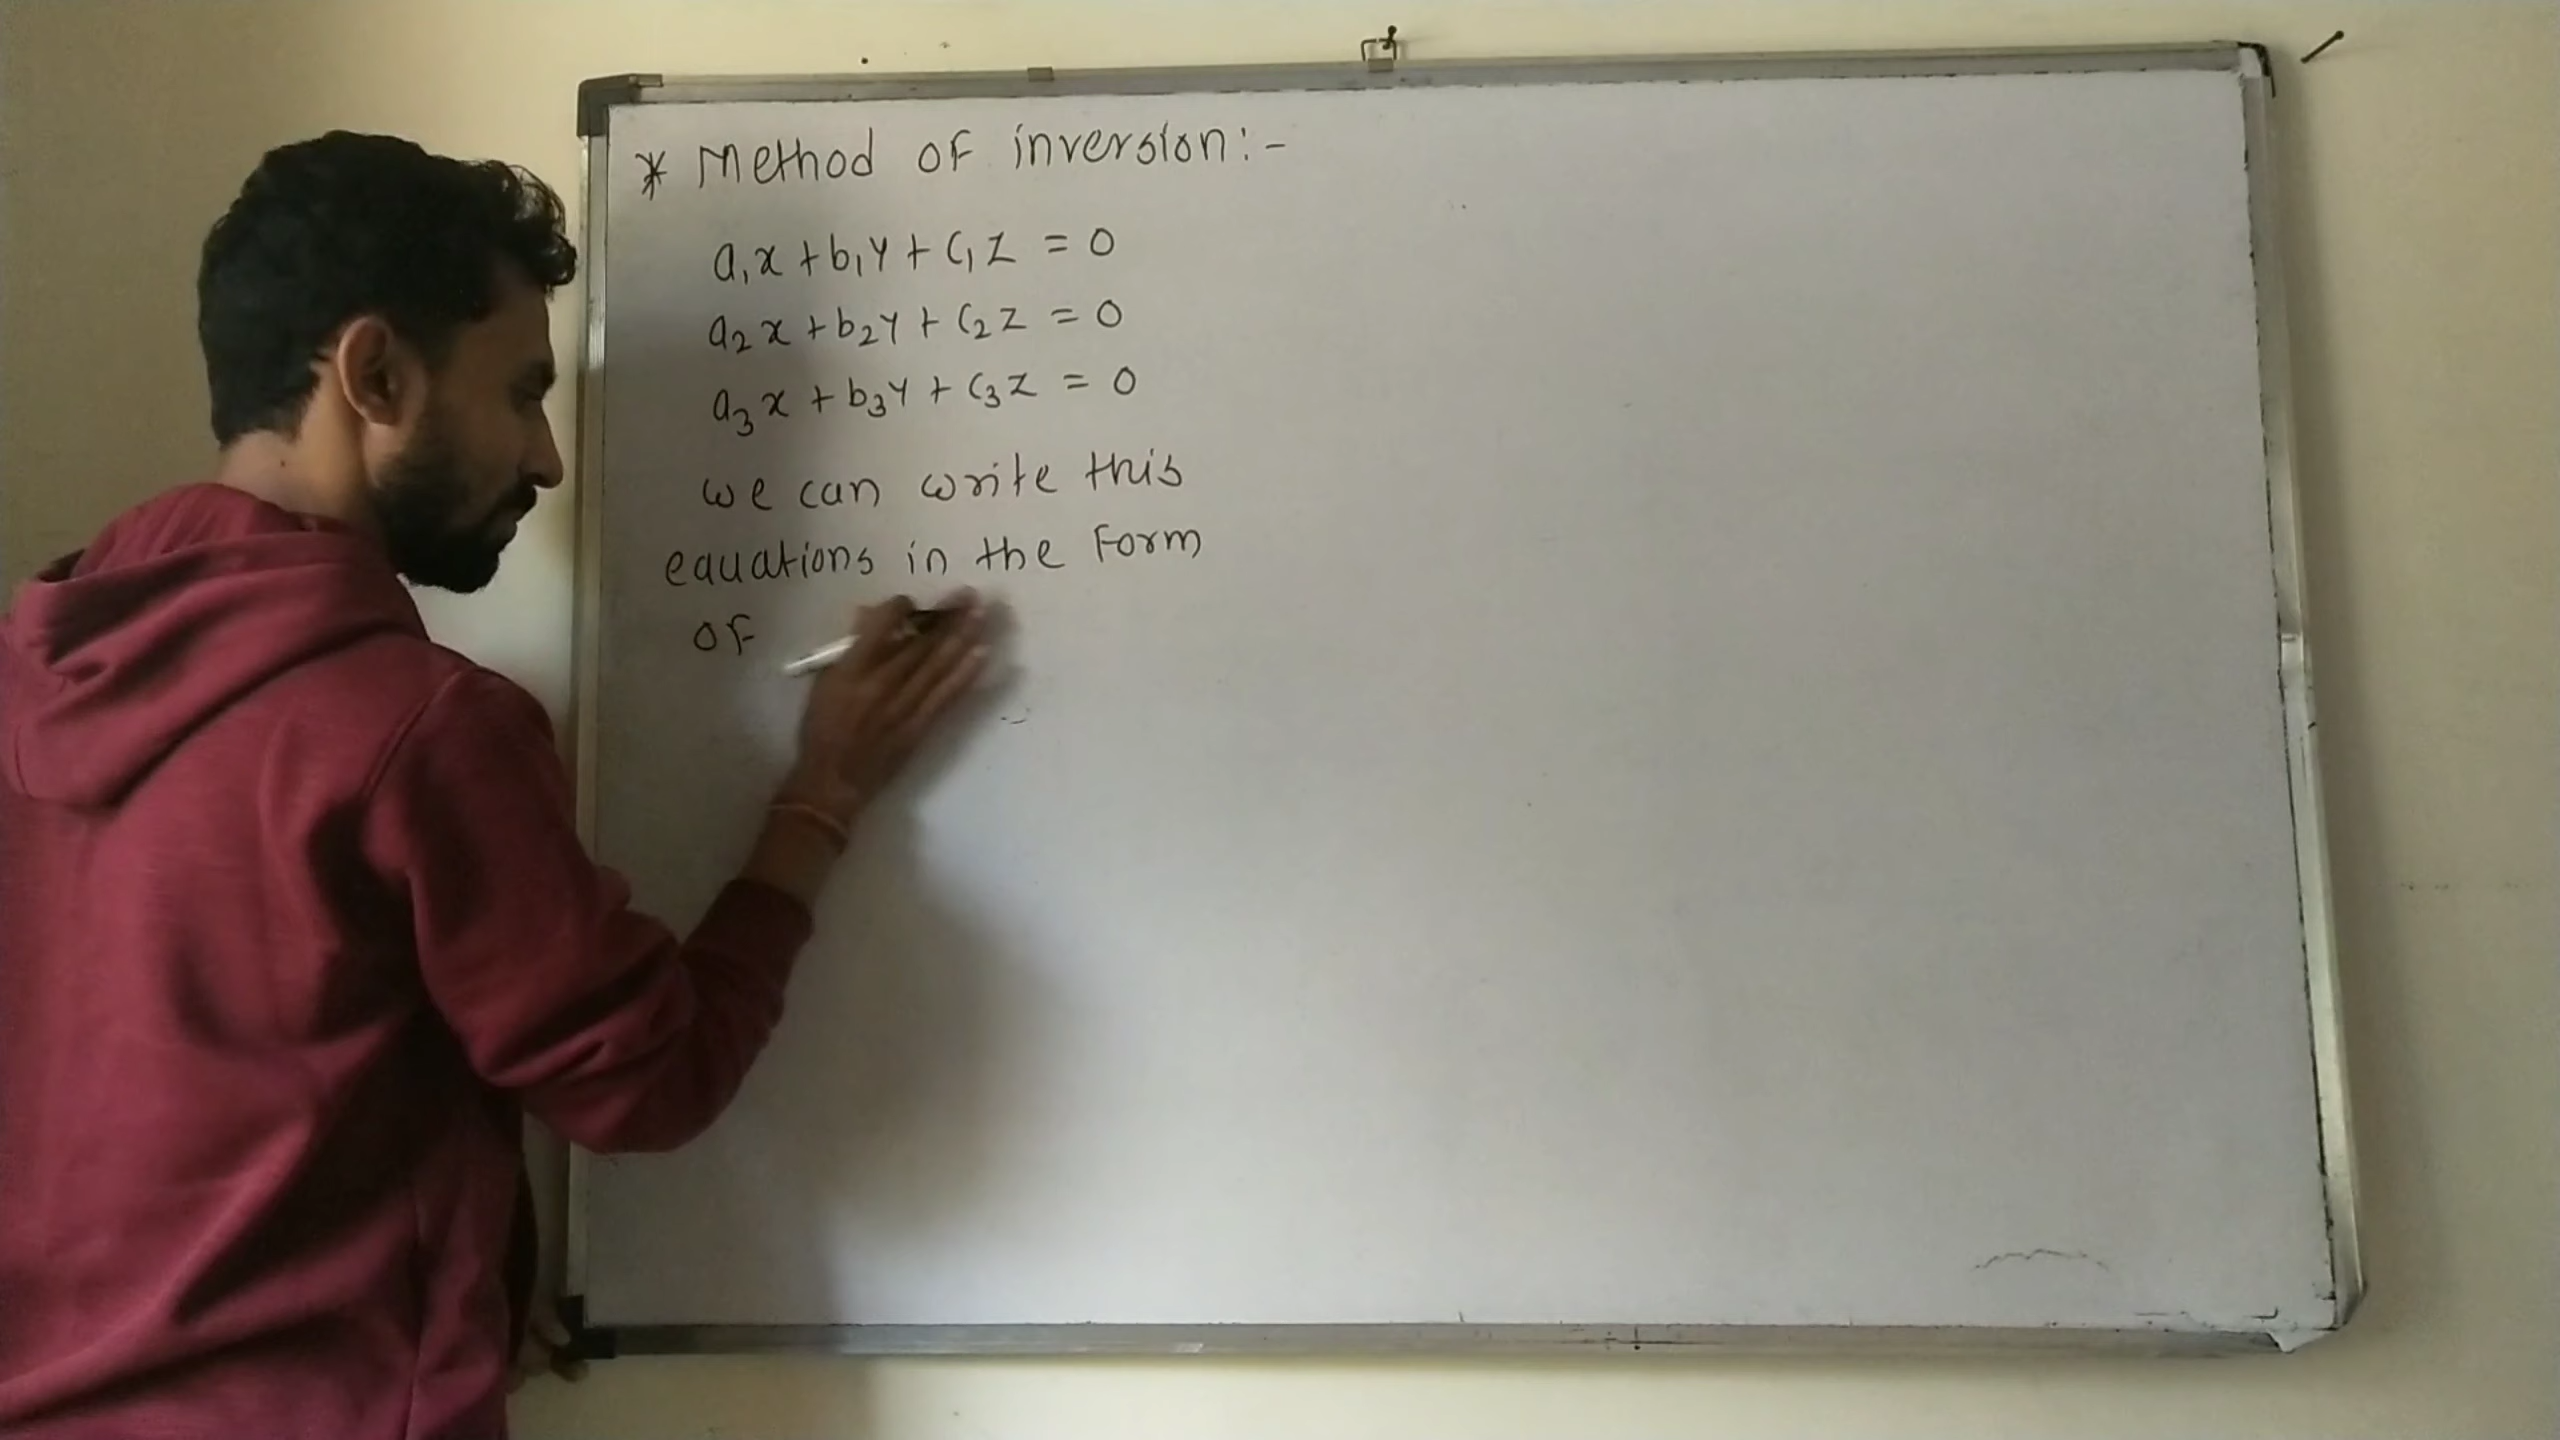 * Method of inversion:-
a₁x + b₁y + c₁z = 0
a₂x + b₂y + c₂z = 0
a₃x + b₃y + c₃z = 0
we can write this
equations in the form
of